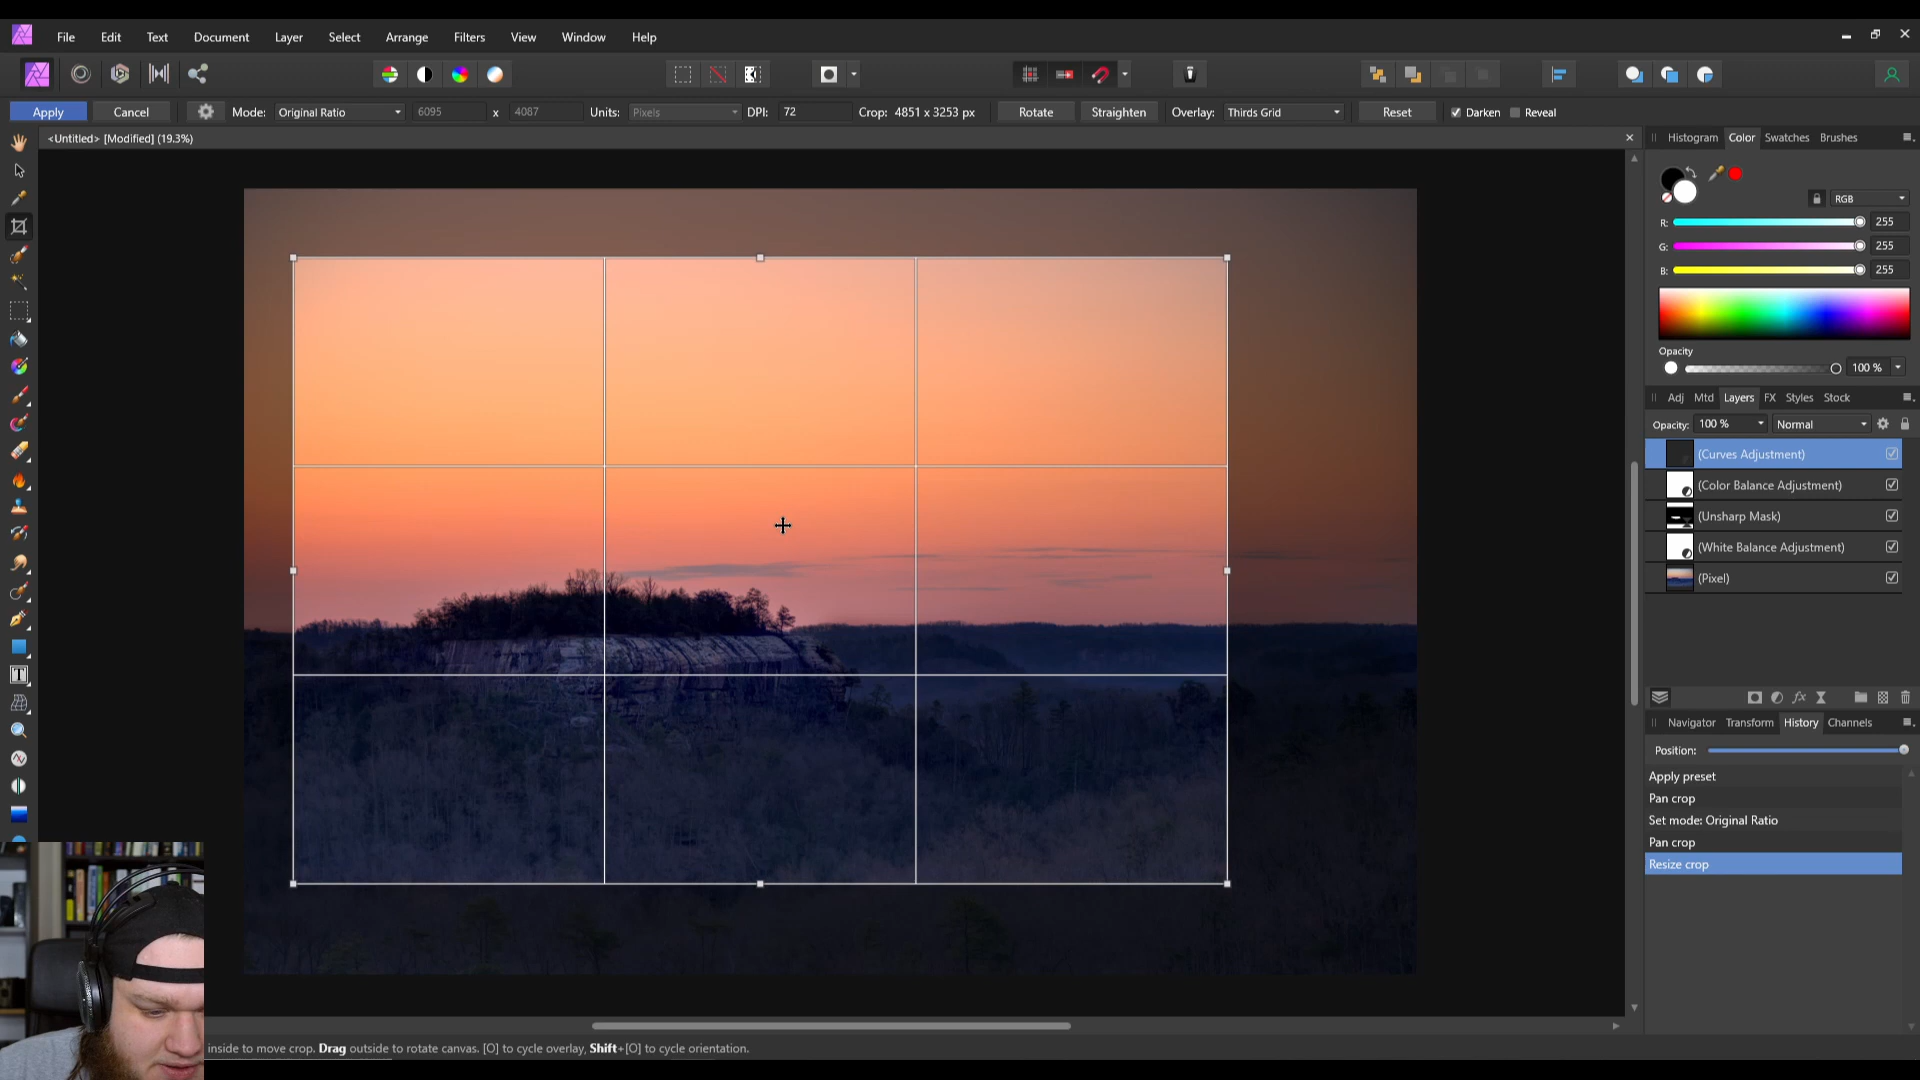 File Edit Text Document Layer Select Arrange Filters View Window Help
Apply Cancel Mode: Original Ratio 6095 x 4087 Units: Pixels DPI: 72 Crop: 4851 x 3253 px Rotate Straighten Overlay: Thirds Grid Reset Darken Reveal
<Untitled> [Modified] (19.3%)
Histogram Color Swatches Brushes
RGB
R: 255
G: 255
B: 255
Opacity
100 %
Adj Mtd Layers FX Styles Stock
Opacity: 100 % Normal
(Curves Adjustment)
(Color Balance Adjustment)
(Unsharp Mask)
(White Balance Adjustment)
(Pixel)
Navigator Transform History Channels
Position:
Apply preset
Pan crop
Set mode: Original Ratio
Pan crop
Resize crop
inside to move crop. Drag outside to rotate canvas. [O] to cycle overlay, Shift+[O] to cycle orientation.